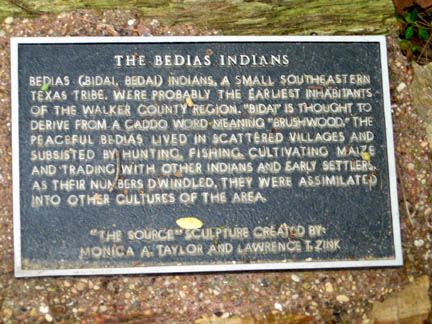 THE BEDIAS INDIANS
BEDIAS (BIDAI, BEDAI) INDIANS, A SMALL SOUTHEASTERN
TEXAS TRIBE, WERE PROBABLY THE EARLIEST INHABITANTS
OF THE WALKER COUNTY REGION. "BIDAI" IS THOUGHT TO
DERIVE FROM A CADDO WORD MEANING "BRUSHWOOD." THE
PEACEFUL BEDIAS LIVED IN SCATTERED VILLAGES AND
SUBSISTED BY HUNTING, FISHING, CULTIVATING MAIZE
AND TRADING WITH OTHER INDIANS AND EARLY SETTLERS.
AS THEIR NUMBERS DWINDLED, THEY WERE ASSIMILATED
INTO OTHER CULTURES OF THE AREA.
"THE SOURCE" SCULPTURE CREATED BY:
MONICA A. TAYLOR AND LAWRENCE T. ZINK